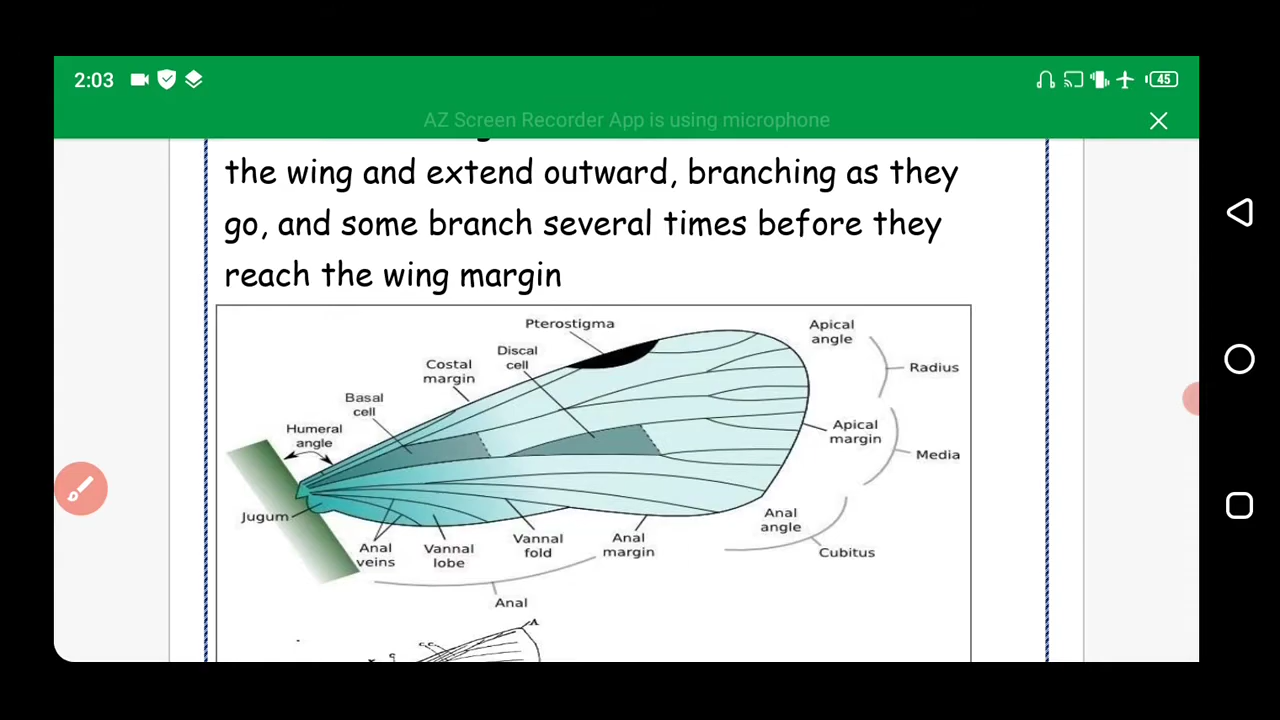 2:03
45
AZ Screen Recorder App is using microphone
the wing and extend outward, branching as they
go, and some branch several times before they
reach the wing margin
Pterostigma
Apical
angle
Discal
cell
Costal
margin
Radius
Basal
cell
Humeral
angle
Apical
margin
Media
Jugum
Anal
veins
Vannal
lobe
Vannal
fold
Anal
margin
Anal
angle
Cubitus
Anal
A